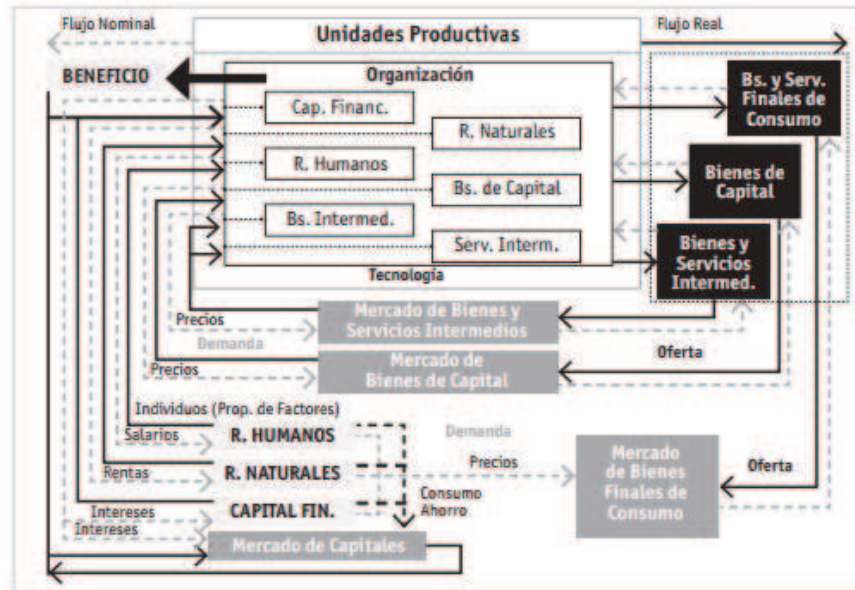 Flujo Nominal
Unidades Productivas
Flujo Real
BENEFICIO
Organización
Cap. Financ.
R. Naturales
R. Humanos
Bs. de Capital
Bs. Intermed.
Serv. Interm.
Tecnología
Bs. y Serv.
Finales de
Consumo
Bienes de
Capital
Bienes y
Servicios
Intermed.
Precios
Mercado de Bienes y
Servicios Intermedios
Demanda
Precios
Mercado de
Bienes de Capital
Oferta
Individuos (Prop. de Factores)
Salarios
R. HUMANOS
Demanda
Rentas
R. NATURALES
Precios
Mercado
de Bienes
Finales de
Consumo
Oferta
Intereses
CAPITAL FIN.
Consumo
Ahorro
Intereses
Mercado de Capitales